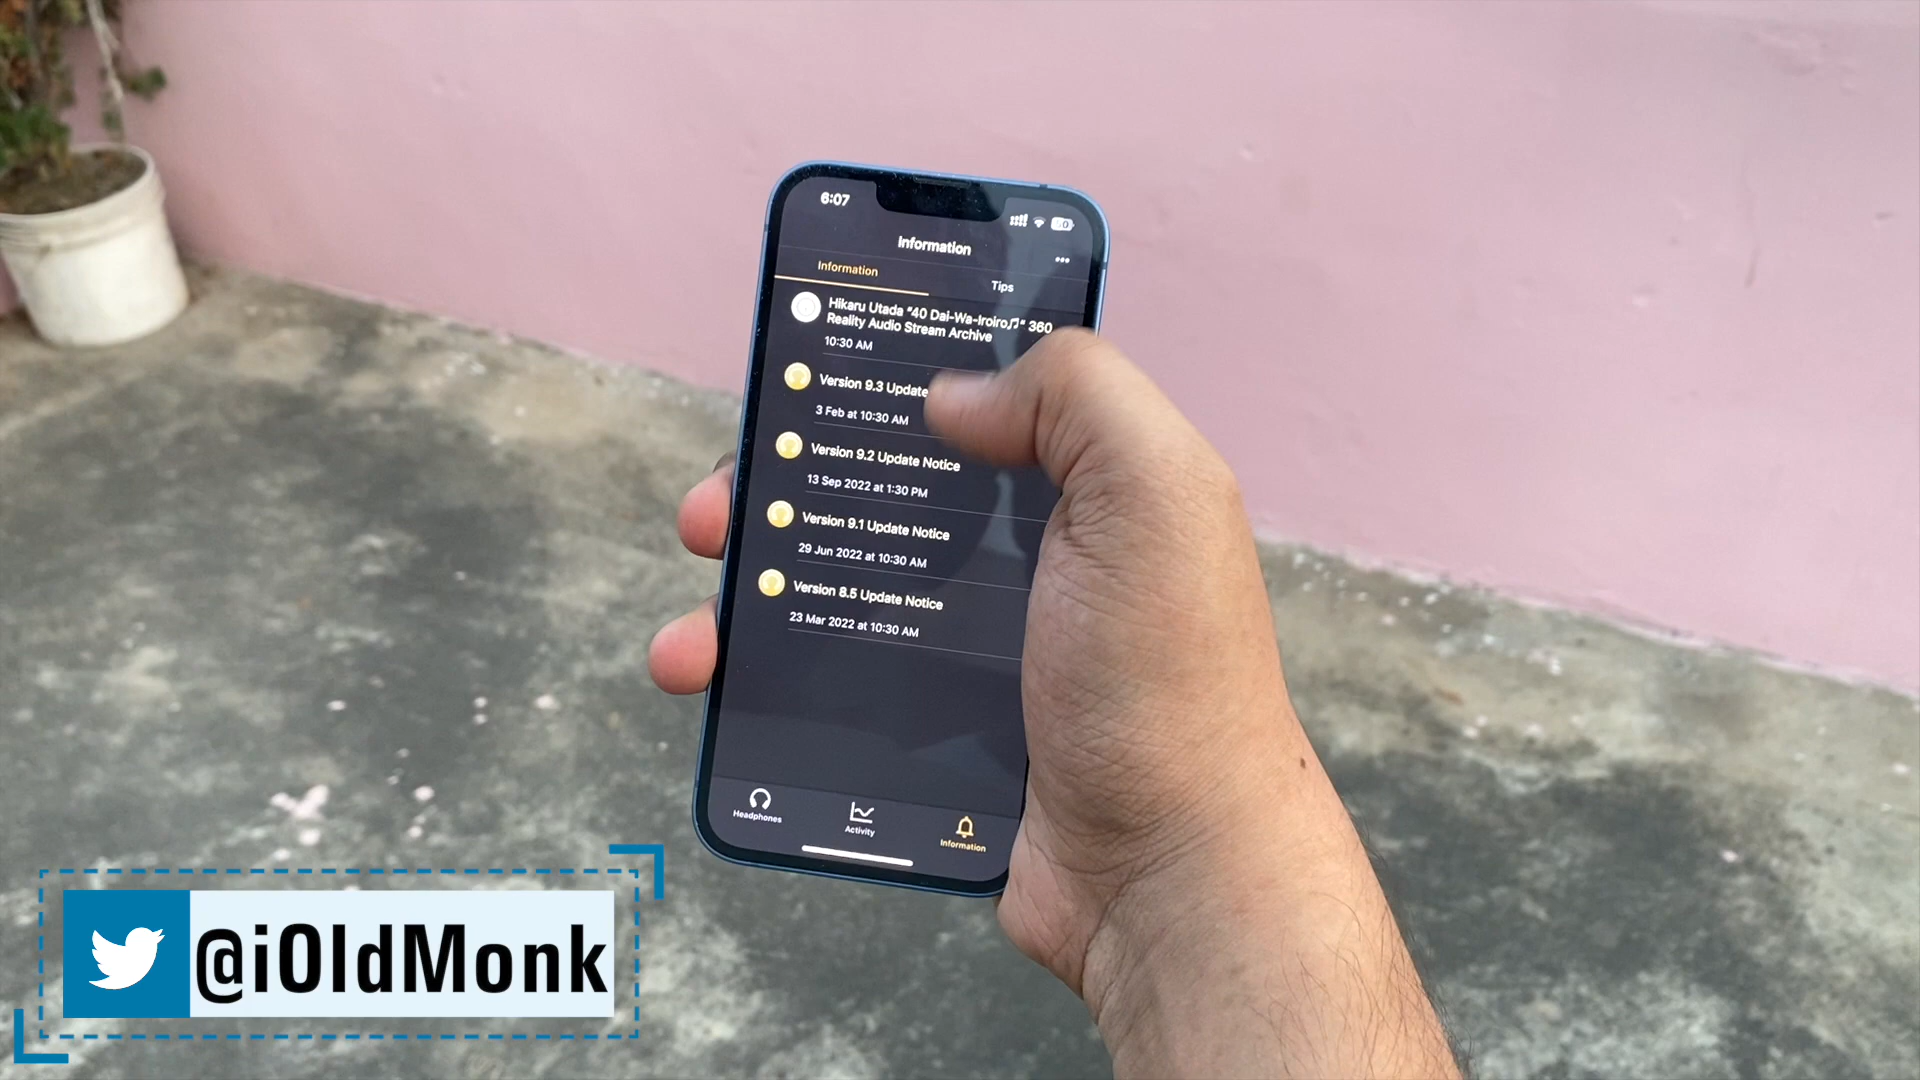 6:07
Information
Information
Tips
Hikaru Utada "40 Dai-Wa-Iroiro♫" 360
Reality Audio Stream Archive
10:30 AM
Version 9.3 Update
3 Feb at 10:30 AM
Version 9.2 Update Notice
13 Sep 2022 at 1:30 PM
Version 9.1 Update Notice
29 Jun 2022 at 10:30 AM
Version 8.5 Update Notice
23 Mar 2022 at 10:30 AM
Headphones
Activity
Information
@iOldMonk